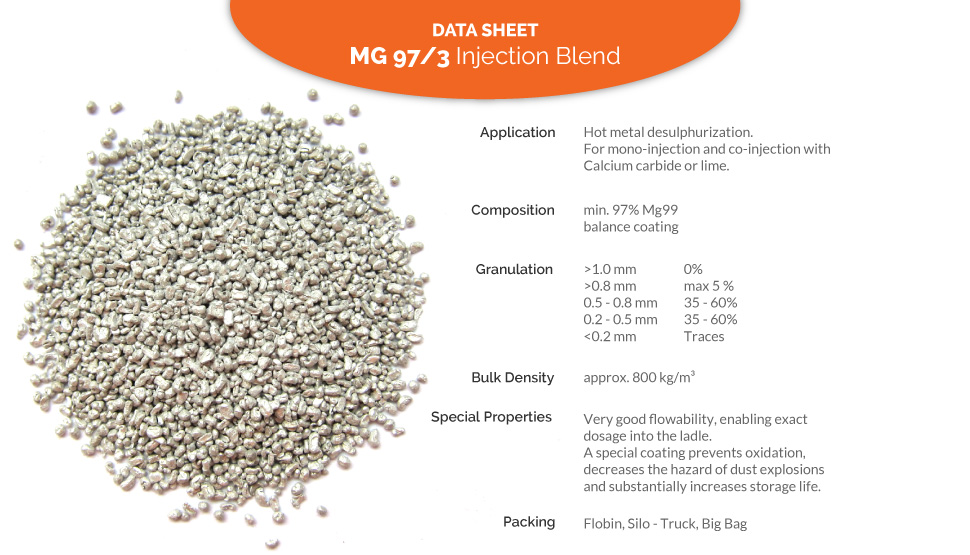 DATA SHEET
MG 97/3 Injection Blend
Application
Hot metal desulphurization.
For mono-injection and co-injection with
Calcium carbide or lime.
Composition
min. 97% Mg99
balance coating
Granulation
>1.0 mm 0%
>0.8 mm max 5 %
0.5 - 0.8 mm 35 - 60%
0.2 - 0.5 mm 35 - 60%
<0.2 mm Traces
Bulk Density
approx. 800 kg/m³
Special Properties
Very good flowability, enabling exact
dosage into the ladle.
A special coating prevents oxidation,
decreases the hazard of dust explosions
and substantially increases storage life.
Packing
Flobin, Silo - Truck, Big Bag